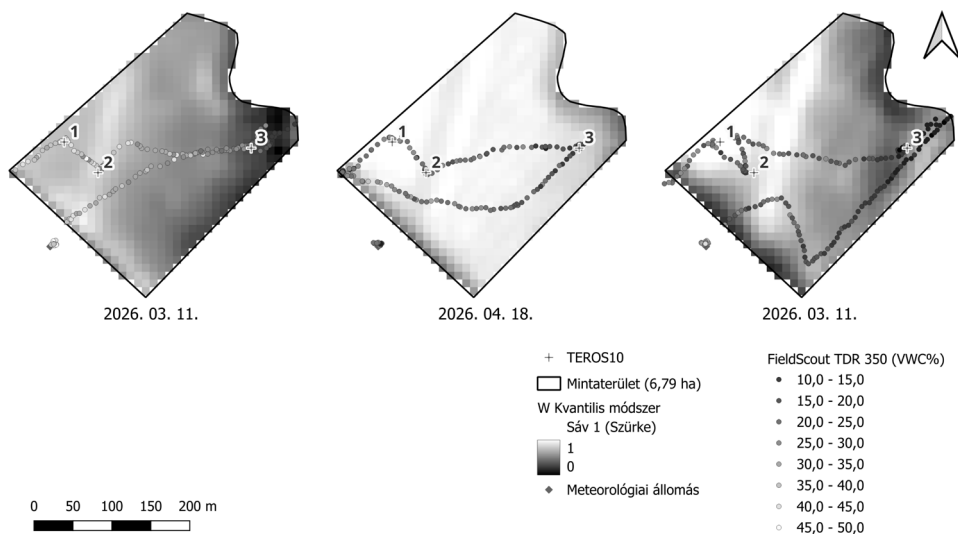 1
2
3
1
2
3
1
2
3
2026. 03. 11.
2026. 04. 18.
2026. 03. 11.
TEROS10
Mintaterület (6,79 ha)
W Kvantilis módszer
Sáv 1 (Szürke)
1
0
Meteorológiai állomás
FieldScout TDR 350 (VWC%)
10,0 - 15,0
15,0 - 20,0
20,0 - 25,0
25,0 - 30,0
30,0 - 35,0
35,0 - 40,0
40,0 - 45,0
45,0 - 50,0
0 50 100 150 200 m